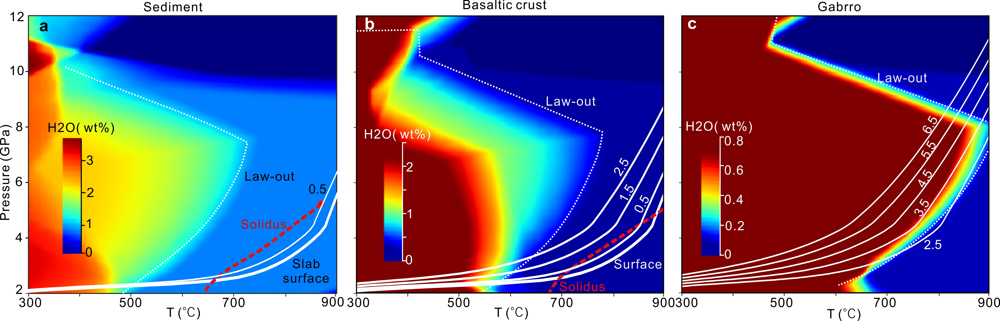 Sediment
Basaltic crust
Gabrro
a
b
c
12
10
8
6
4
2
Pressure (GPa)
H2O( wt%)
3
2
1
0
Law-out
0.5
Solidus
Slab
surface
300
500
700
900
T (°C)
H2O( wt%)
2
1
0
Law-out
2.5
1.5
0.5
Surface
Solidus
300
500
700
900
T (°C)
H2O( wt%)
0.8
0.6
0.4
0.2
0
Law-out
6.5
5.5
4.5
3.5
2.5
300
500
700
900
T (°C)